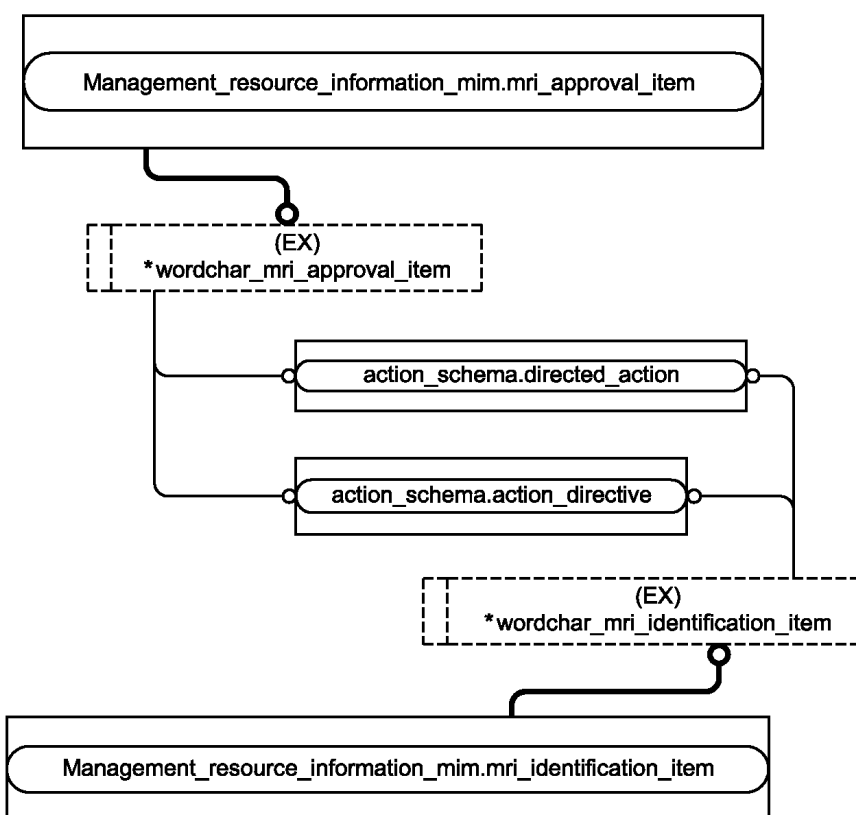 Management_resource_information_mim.mri_approval_item
(EX)
*wordchar_mri_approval_item
action_schema.directed_action
action_schema.action_directive
(EX)
*wordchar_mri_identification_item
Management_resource_information_mim.mri_identification_item